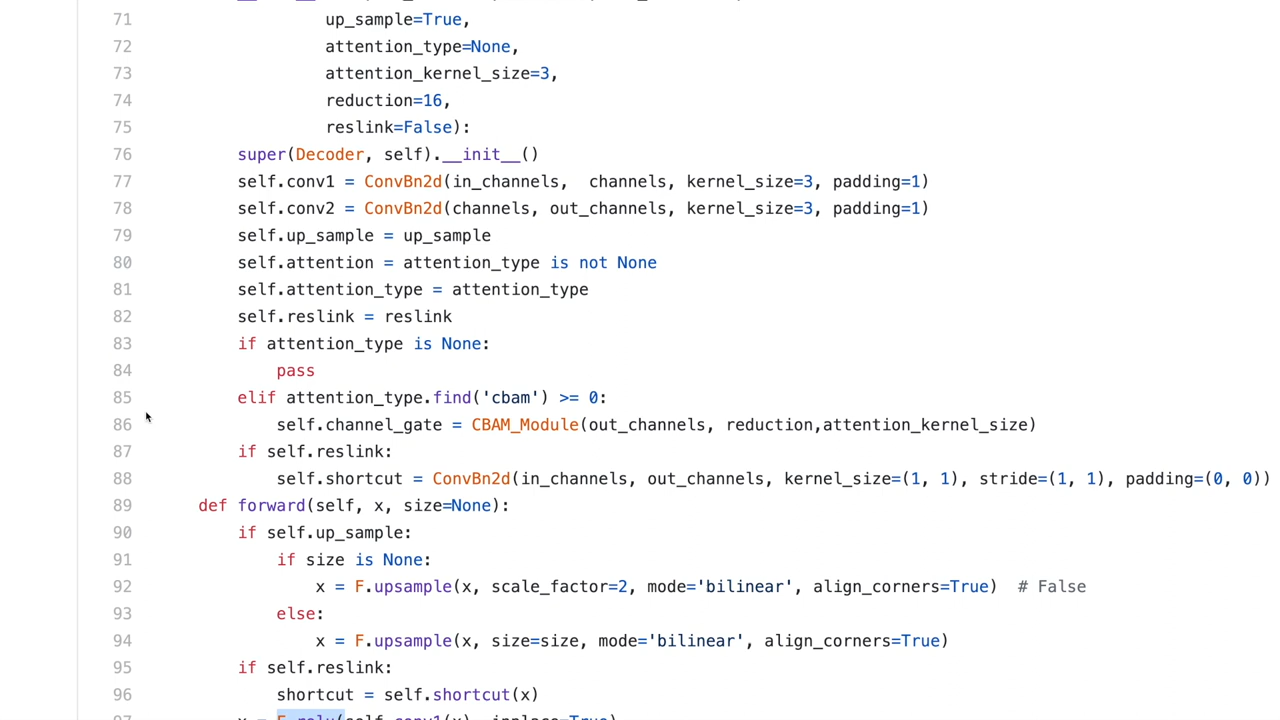 71 up_sample=True,
72 attention_type=None,
73 attention_kernel_size=3,
74 reduction=16,
75 reslink=False):
76 super(Decoder, self).__init__()
77 self.conv1 = ConvBn2d(in_channels,  channels, kernel_size=3, padding=1)
78 self.conv2 = ConvBn2d(channels, out_channels, kernel_size=3, padding=1)
79 self.up_sample = up_sample
80 self.attention = attention_type is not None
81 self.attention_type = attention_type
82 self.reslink = reslink
83 if attention_type is None:
84 pass
85 elif attention_type.find('cbam') >= 0:
86 self.channel_gate = CBAM_Module(out_channels, reduction,attention_kernel_size)
87 if self.reslink:
88 self.shortcut = ConvBn2d(in_channels, out_channels, kernel_size=(1, 1), stride=(1, 1), padding=(0, 0))
89 def forward(self, x, size=None):
90 if self.up_sample:
91 if size is None:
92 x = F.upsample(x, scale_factor=2, mode='bilinear', align_corners=True)  # False
93 else:
94 x = F.upsample(x, size=size, mode='bilinear', align_corners=True)
95 if self.reslink:
96 shortcut = self.shortcut(x)
97 x = F.relu(self.conv1(x), inplace=True)